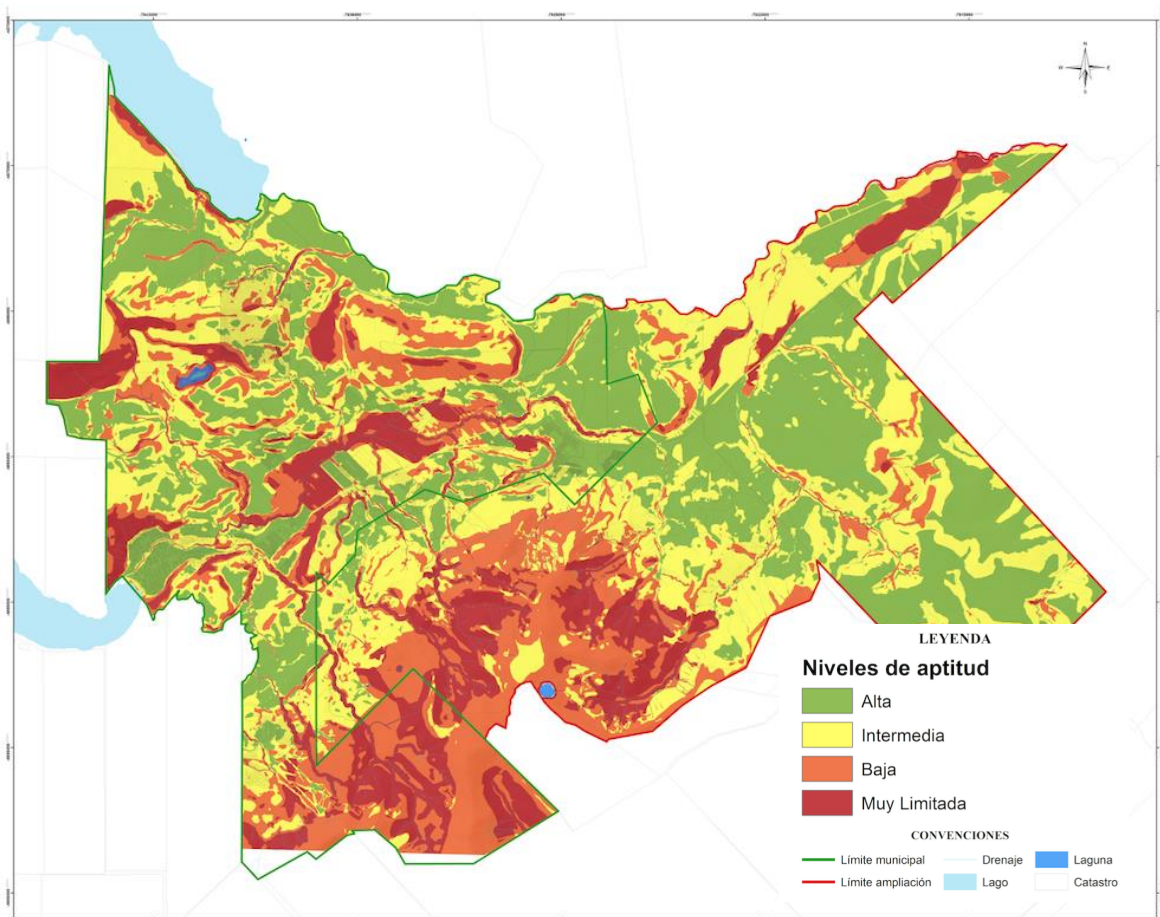 N
W E
S
LEYENDA
Niveles de aptitud
Alta
Intermedia
Baja
Muy Limitada
CONVENCIONES
Límite municipal
Drenaje
Laguna
Límite ampliación
Lago
Catastro